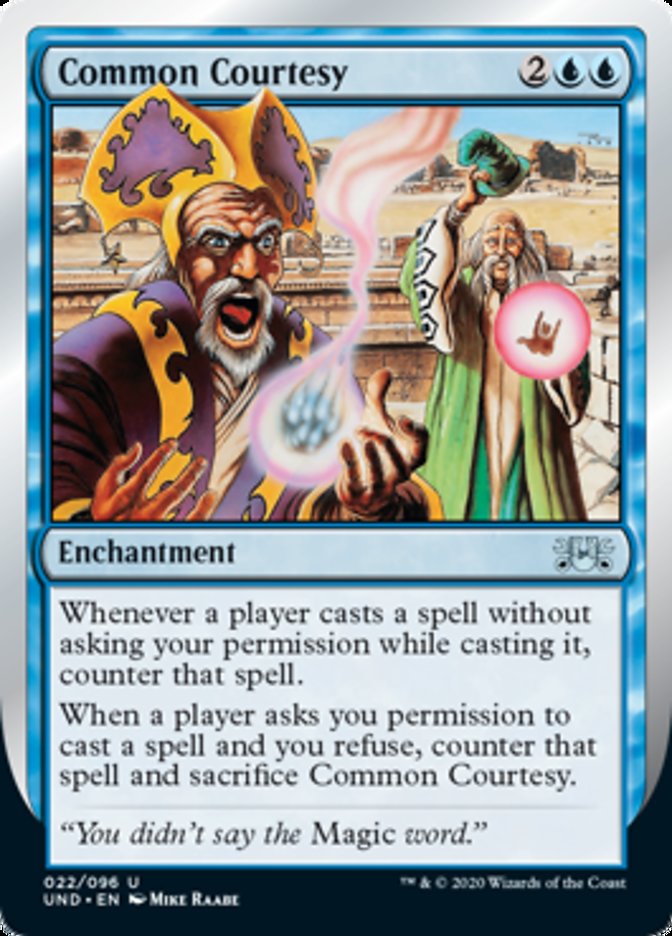 Common Courtesy 2
Enchantment
Whenever a player casts a spell without
asking your permission while casting it,
counter that spell.
When a player asks you permission to
cast a spell and you refuse, counter that
spell and sacrifice Common Courtesy.
“You didn’t say the Magic word.”
022/096 U
UND • EN Mike Raabe
™ & © 2020 Wizards of the Coast